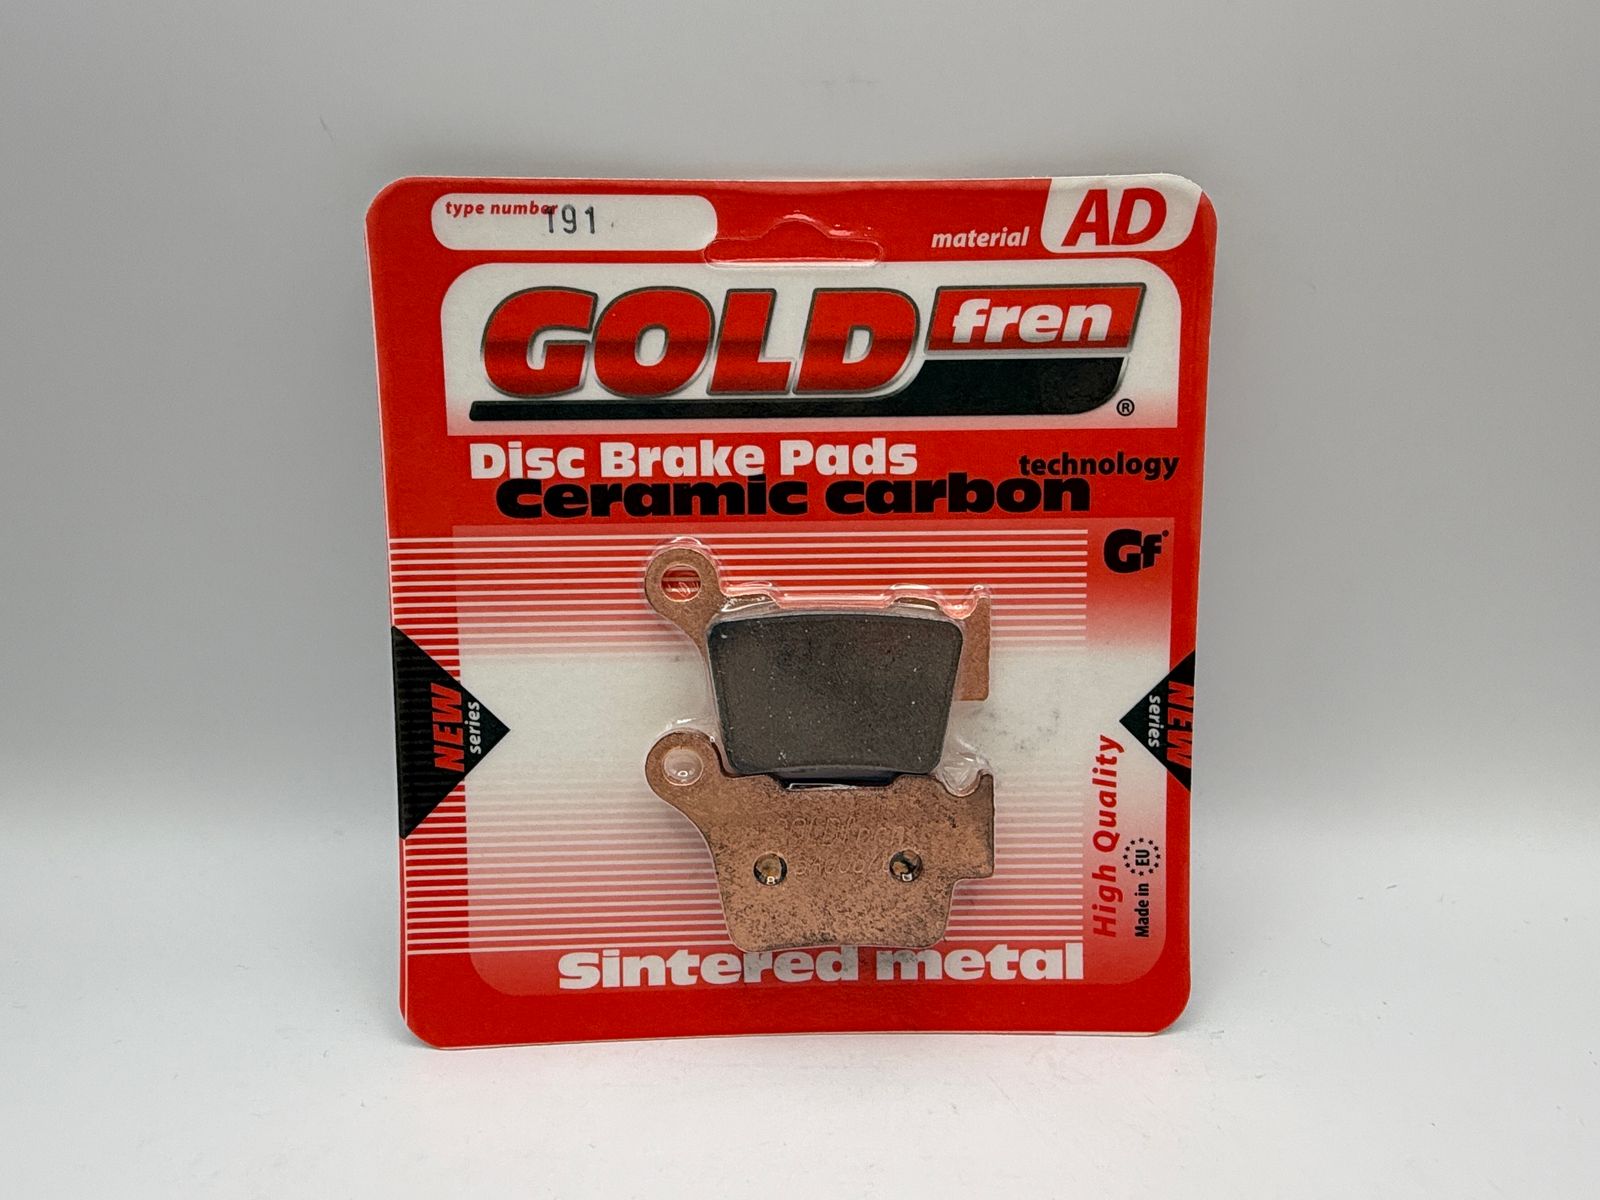 type number 191
material AD
GOLD fren ®
Disc Brake Pads
technology
ceramic carbon
Gf
NEW
series
NEW
series
High Quality
Made in EU
Sintered metal